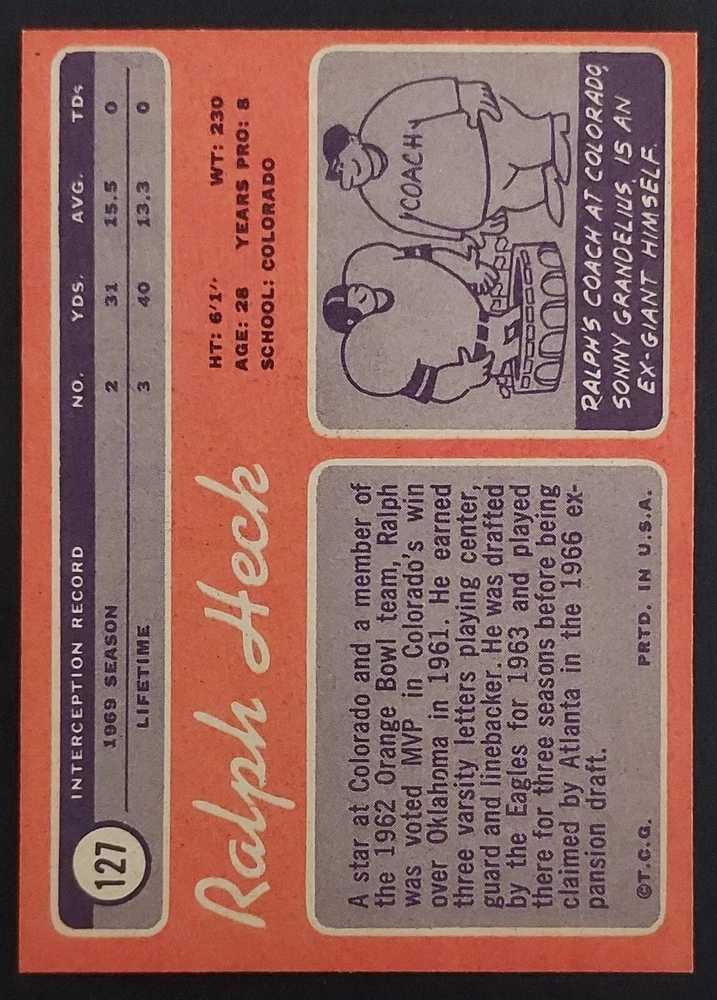 127
INTERCEPTION RECORD NO. YDS. AVG. TDs
1969 SEASON 2 31 15.5 0
LIFETIME 3 40 13.3 0
Ralph Heck
HT: 6'1" WT: 230
AGE: 28 YEARS PRO: 8
SCHOOL: COLORADO
A star at Colorado and a member of
the 1962 Orange Bowl team, Ralph
was voted MVP in Colorado's win
over Oklahoma in 1961. He earned
three varsity letters playing center,
guard and linebacker. He was drafted
by the Eagles for 1963 and played
there for three seasons before being
claimed by Atlanta in the 1966 ex-
pansion draft.
©T.C.G. PRTD. IN U.S.A.
COACH
RALPH'S COACH AT COLORADO,
SONNY GRANDELIUS, IS AN
EX-GIANT HIMSELF.